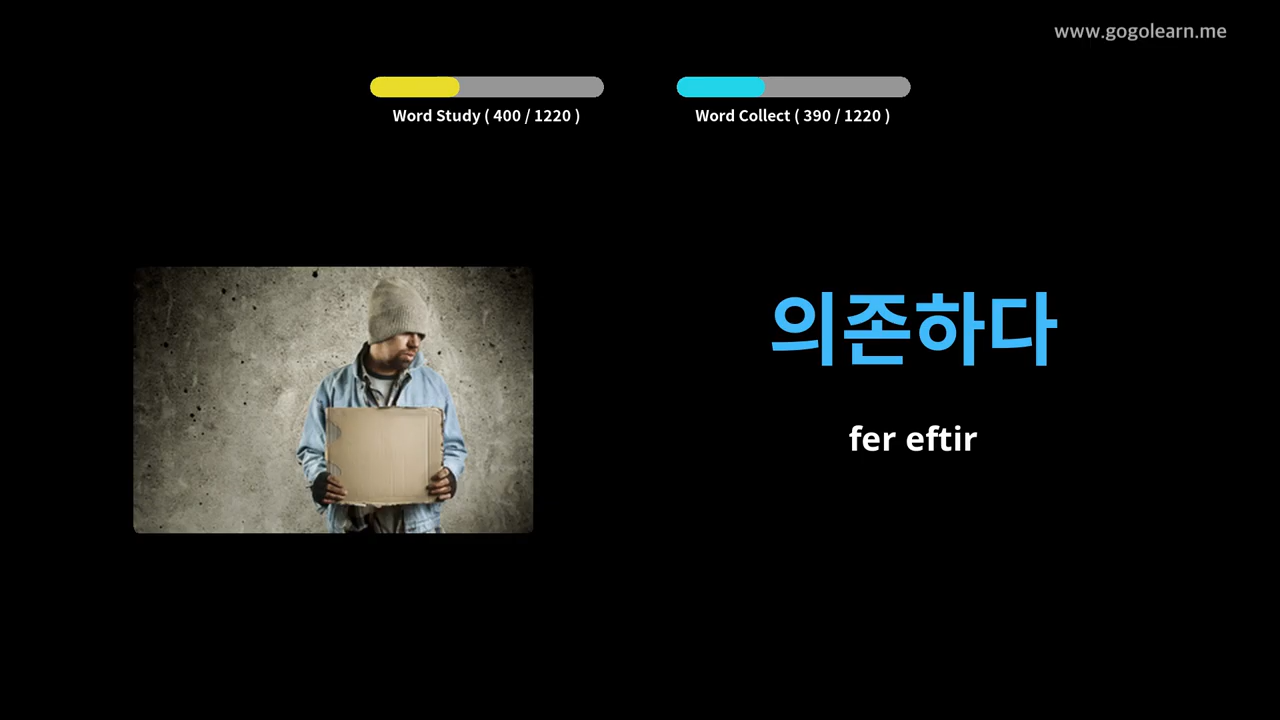 www.gogolearn.me
Word Study ( 400 / 1220 )
Word Collect ( 390 / 1220 )
의존하다
fer eftir